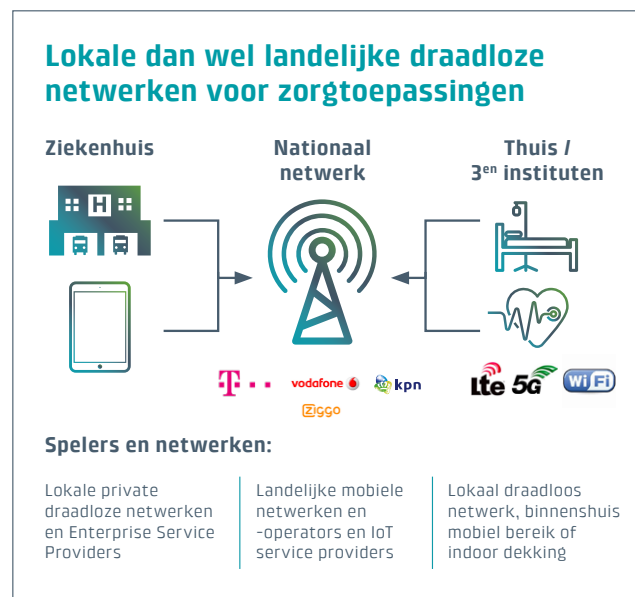 Lokale dan wel landelijke draadloze
netwerken voor zorgtoepassingen
Ziekenhuis
Nationaal
netwerk
Thuis /
3en instituten
H
T
vodafone
kpn
ziggo
Lte
5G
WiFi
Spelers en netwerken:
Lokale private
draadloze netwerken
en Enterprise Service
Providers
Landelijke mobiele
netwerken en
-operators en IoT
service providers
Lokaal draadloos
netwerk, binnenshuis
mobiel bereik of
indoor dekking